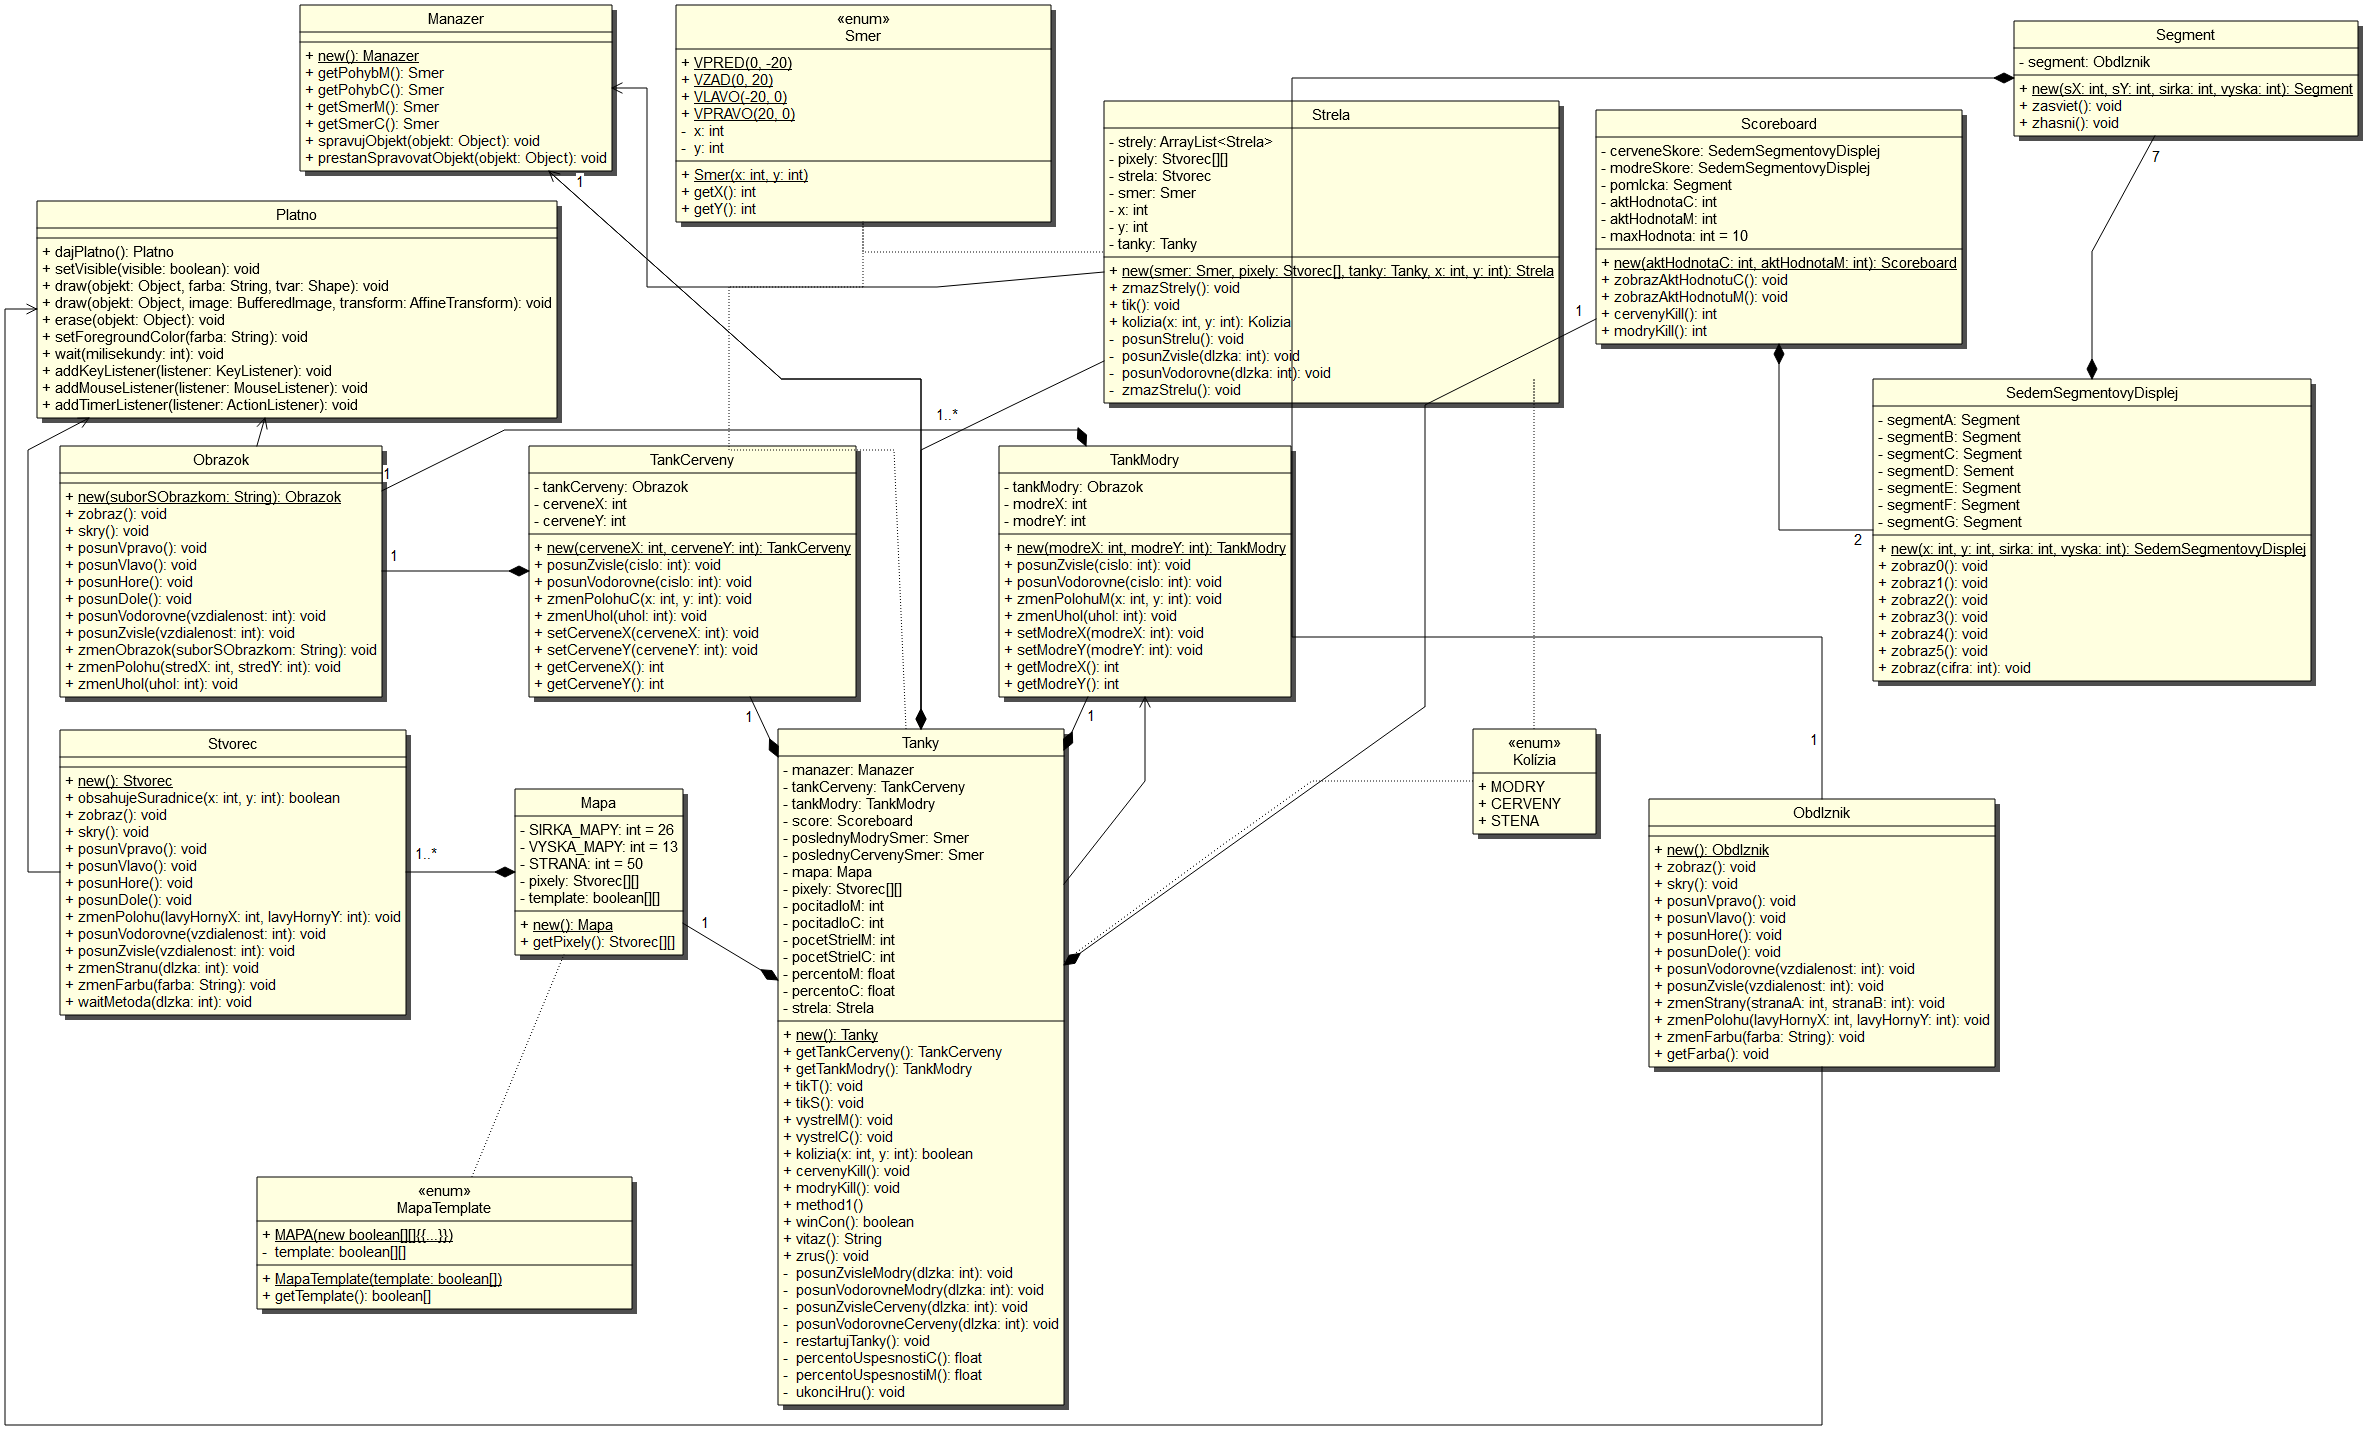 Manazer
+ new(): Manazer
+ getPohybM(): Smer
+ getPohybC(): Smer
+ getSmerM(): Smer
+ getSmerC(): Smer
+ spravujObjekt(objekt: Object): void
+ prestanSpravovatObjekt(objekt: Object): void
1
«enum»
Smer
+ VPRED(0, -20)
+ VZAD(0, 20)
+ VLAVO(-20, 0)
+ VPRAVO(20, 0)
- x: int
- y: int
+ Smer(x: int, y: int)
+ getX(): int
+ getY(): int
Strela
- strely: ArrayList<Strela>
- pixely: Stvorec[][]
- strela: Stvorec
- smer: Smer
- x: int
- y: int
- tanky: Tanky
+ new(smer: Smer, pixely: Stvorec[], tanky: Tanky, x: int, y: int): Strela
+ zmazStrely(): void
+ tik(): void
+ kolizia(x: int, y: int): Kolizia
- posunStrelu(): void
- posunZvisle(dlzka: int): void
- posunVodorovne(dlzka: int): void
- zmazStrelu(): void
1..*
Scoreboard
- cerveneSkore: SedemSegmentovyDisplej
- modreSkore: SedemSegmentovyDisplej
- pomlcka: Segment
- aktHodnotaC: int
- aktHodnotaM: int
- maxHodnota: int = 10
+ new(aktHodnotaC: int, aktHodnotaM: int): Scoreboard
+ zobrazAktHodnotuC(): void
+ zobrazAktHodnotuM(): void
+ cervenyKill(): int
+ modryKill(): int
1
Segment
- segment: Obdlznik
+ new(sX: int, sY: int, sirka: int, vyska: int): Segment
+ zasviet(): void
+ zhasni(): void
7
Platno
+ dajPlatno(): Platno
+ setVisible(visible: boolean): void
+ draw(objekt: Object, farba: String, tvar: Shape): void
+ draw(objekt: Object, image: BufferedImage, transform: AffineTransform): void
+ erase(objekt: Object): void
+ setForegroundColor(farba: String): void
+ wait(milisekundy: int): void
+ addKeyListener(listener: KeyListener): void
+ addMouseListener(listener: MouseListener): void
+ addTimerListener(listener: ActionListener): void
SedemSegmentovyDisplej
- segmentA: Segment
- segmentB: Segment
- segmentC: Segment
- segmentD: Sement
- segmentE: Segment
- segmentF: Segment
- segmentG: Segment
+ new(x: int, y: int, sirka: int, vyska: int): SedemSegmentovyDisplej
+ zobraz0(): void
+ zobraz1(): void
+ zobraz2(): void
+ zobraz3(): void
+ zobraz4(): void
+ zobraz5(): void
+ zobraz(cifra: int): void
2
Obrazok
+ new(suborSObrazkom: String): Obrazok
+ zobraz(): void
+ skry(): void
+ posunVpravo(): void
+ posunVlavo(): void
+ posunHore(): void
+ posunDole(): void
+ posunVodorovne(vzdialenost: int): void
+ posunZvisle(vzdialenost: int): void
+ zmenObrazok(suborSObrazkom: String): void
+ zmenPolohu(stredX: int, stredY: int): void
+ zmenUhol(uhol: int): void
1
1
TankCerveny
- tankCerveny: Obrazok
- cerveneX: int
- cerveneY: int
+ new(cerveneX: int, cerveneY: int): TankCerveny
+ posunZvisle(cislo: int): void
+ posunVodorovne(cislo: int): void
+ zmenPolohuC(x: int, y: int): void
+ zmenUhol(uhol: int): void
+ setCerveneX(cerveneX: int): void
+ setCerveneY(cerveneY: int): void
+ getCerveneX(): int
+ getCerveneY(): int
1
TankModry
- tankModry: Obrazok
- modreX: int
- modreY: int
+ new(modreX: int, modreY: int): TankModry
+ posunZvisle(cislo: int): void
+ posunVodorovne(cislo: int): void
+ zmenPolohuM(x: int, y: int): void
+ zmenUhol(uhol: int): void
+ setModreX(modreX: int): void
+ setModreY(modreY: int): void
+ getModreX(): int
+ getModreY(): int
1
Stvorec
+ new(): Stvorec
+ obsahujeSuradnice(x: int, y: int): boolean
+ zobraz(): void
+ skry(): void
+ posunVpravo(): void
+ posunVlavo(): void
+ posunHore(): void
+ posunDole(): void
+ zmenPolohu(lavyHornyX: int, lavyHornyY: int): void
+ posunVodorovne(vzdialenost: int): void
+ posunZvisle(vzdialenost: int): void
+ zmenStranu(dlzka: int): void
+ zmenFarbu(farba: String): void
+ waitMetoda(dlzka: int): void
1..*
Mapa
- SIRKA_MAPY: int = 26
- VYSKA_MAPY: int = 13
- STRANA: int = 50
- pixely: Stvorec[][]
- template: boolean[][]
+ new(): Mapa
+ getPixely(): Stvorec[][]
1
Tanky
- manazer: Manazer
- tankCerveny: TankCerveny
- tankModry: TankModry
- score: Scoreboard
- poslednyModrySmer: Smer
- poslednyCervenySmer: Smer
- mapa: Mapa
- pixely: Stvorec[][]
- pocitadloM: int
- pocitadloC: int
- pocetStrielM: int
- pocetStrielC: int
- percentoM: float
- percentoC: float
- strela: Strela
+ new(): Tanky
+ getTankCerveny(): TankCerveny
+ getTankModry(): TankModry
+ tikT(): void
+ tikS(): void
+ vystrelM(): void
+ vystrelC(): void
+ kolizia(x: int, y: int): boolean
+ cervenyKill(): void
+ modryKill(): void
+ method1()
+ winCon(): boolean
+ vitaz(): String
+ zrus(): void
- posunZvisleModry(dlzka: int): void
- posunVodorovneModry(dlzka: int): void
- posunZvisleCerveny(dlzka: int): void
- posunVodorovneCerveny(dlzka: int): void
- restartujTanky(): void
- percentoUspesnostiC(): float
- percentoUspesnostiM(): float
- ukonciHru(): void
«enum»
Kolízia
+ MODRY
+ CERVENY
+ STENA
1
Obdlznik
+ new(): Obdlznik
+ zobraz(): void
+ skry(): void
+ posunVpravo(): void
+ posunVlavo(): void
+ posunHore(): void
+ posunDole(): void
+ posunVodorovne(vzdialenost: int): void
+ posunZvisle(vzdialenost: int): void
+ zmenStrany(stranaA: int, stranaB: int): void
+ zmenPolohu(lavyHornyX: int, lavyHornyY: int): void
+ zmenFarbu(farba: String): void
+ getFarba(): void
«enum»
MapaTemplate
+ MAPA(new boolean[][]{{...}})
- template: boolean[][]
+ MapaTemplate(template: boolean[])
+ getTemplate(): boolean[]